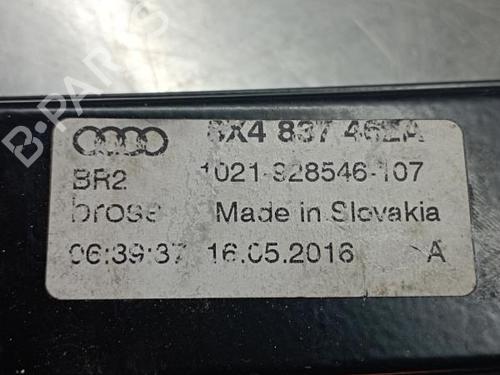 8X4 837 462A
BR2 1021-928546-107
brose Made in Slovakia
06:39:37 16.05.2016 A
B-PARTS